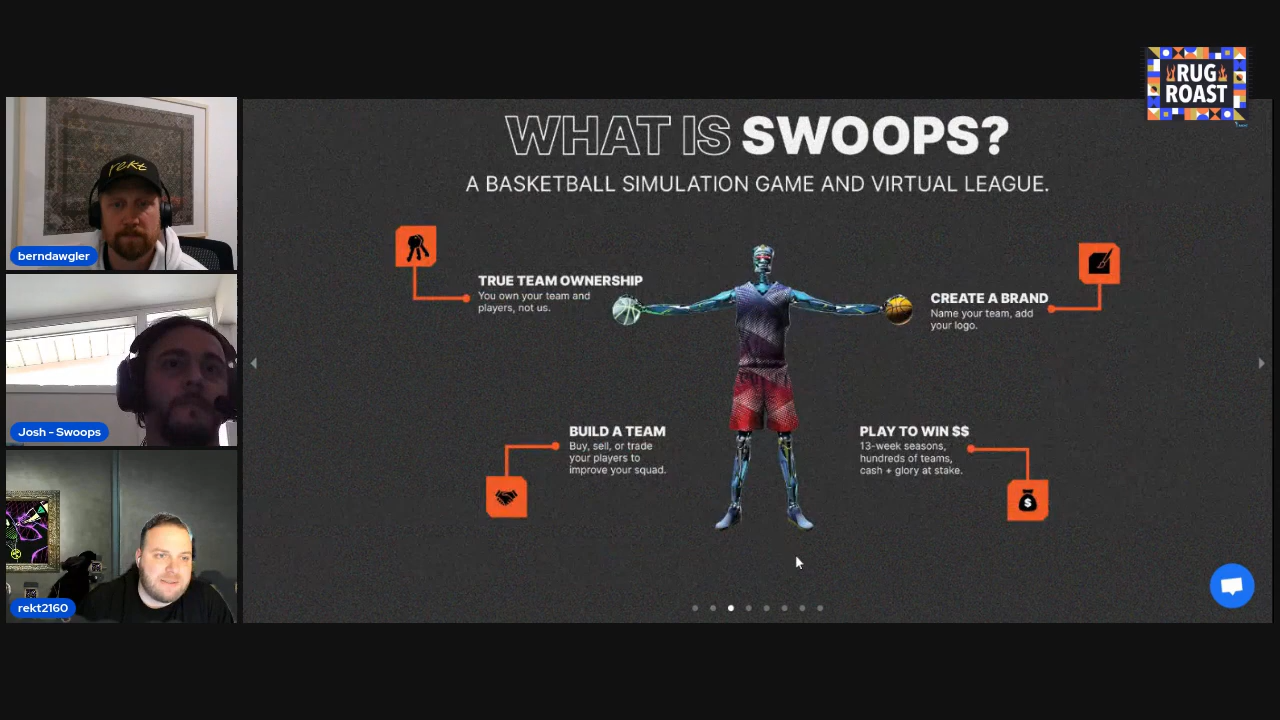 RUG
ROAST
WHAT IS SWOOPS?
A BASKETBALL SIMULATION GAME AND VIRTUAL LEAGUE.
rekt
berndawgler
TRUE TEAM OWNERSHIP
You own your team and
players, not us.
CREATE A BRAND
Name your team, add
your logo.
Josh - Swoops
BUILD A TEAM
Buy, sell, or trade
your players to
improve your squad.
PLAY TO WIN $$
13-week seasons,
hundreds of teams,
cash + glory at stake.
$
rekt2160